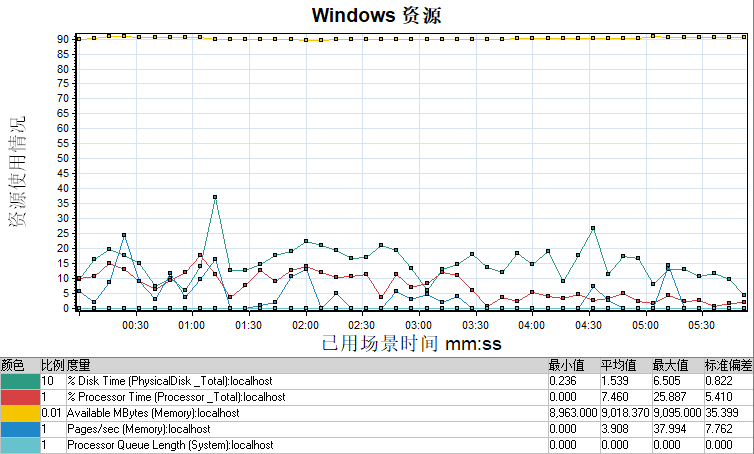 Windows 资源
90
85
80
75
70
65
60
55
50
45
40
35
30
25
20
15
10
5
0
资源使用情况
00:30 01:00 01:30 02:00 02:30 03:00 03:30 04:00 04:30 05:00 05:30
已用场景时间 mm:ss
颜色 比例 度量 最小值 平均值 最大值 标准偏差
10 % Disk Time (PhysicalDisk _Total):localhost 0.236 1.539 6.505 0.822
1 % Processor Time (Processor _Total):localhost 0.000 7.460 25.887 5.410
0.01 Available MBytes (Memory):localhost 8,963.000 9,018.370 9,095.000 35.399
1 Pages/sec (Memory):localhost 0.000 3.908 37.994 7.762
1 Processor Queue Length (System):localhost 0.000 0.000 0.000 0.000